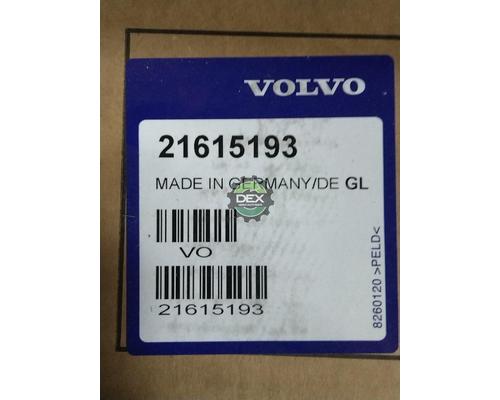 VOLVO
21615193
MADE IN GERMANY/DE GL
DEX
VO
21615193
8260120 >PELD<